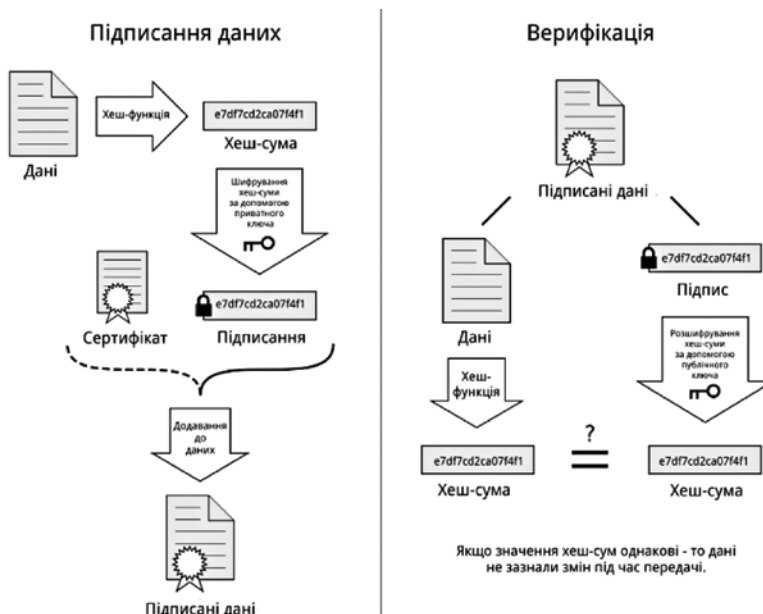 Підписання даних
Дані
Хеш-функція
e7df7cd2ca07f4f1
Хеш-сума
Шифрування
хеш-суми
за допомогою
приватного
ключа
Сертифікат
e7df7cd2ca07f4f1
Підписання
Додавання
до
даних
Підписані дані
Верифікація
Підписані дані
Дані
e7df7cd2ca07f4f1
Підпис
Хеш-
функція
Розшифрування
хеш-суми
за допомогою
публічного
ключа
e7df7cd2ca07f4f1
Хеш-сума
?
=
e7df7cd2ca07f4f1
Хеш-сума
Якщо значення хеш-сум однакові - то дані
не зазнали змін під час передачі.